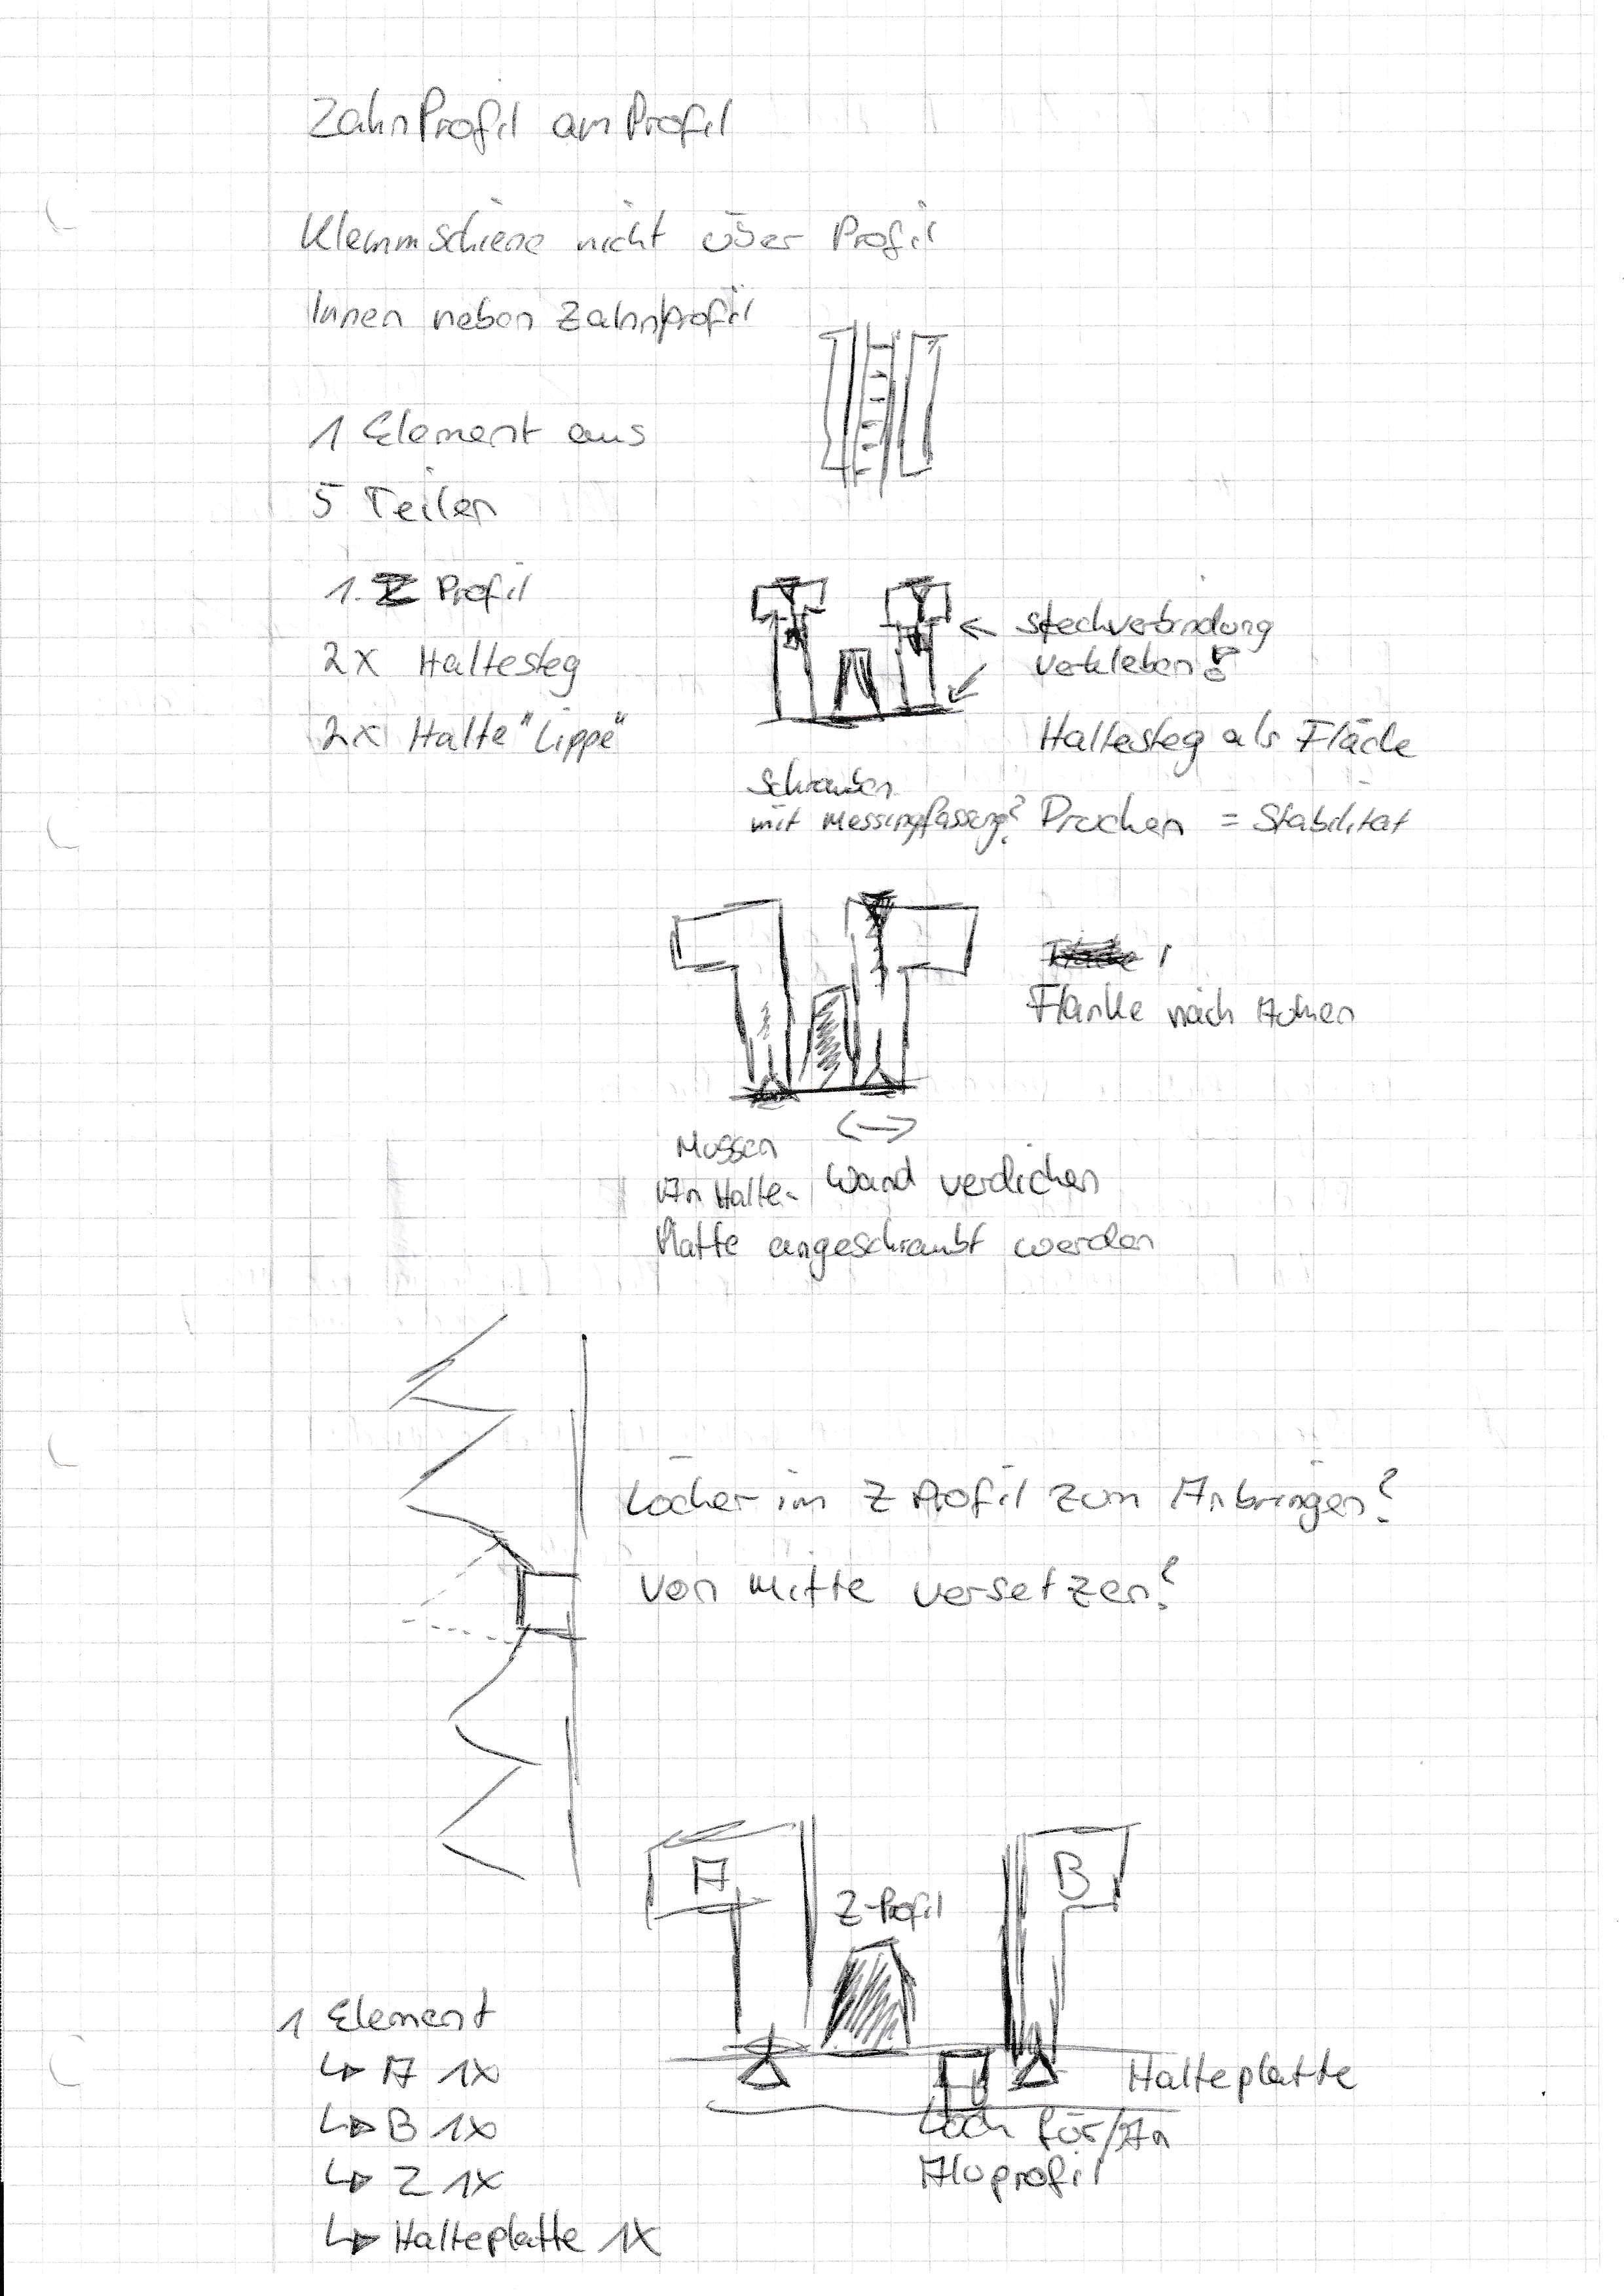 ZahnProfil am Profil
Klemmschiene nicht über Profil
Innen neben Zahnprofil
1 Element aus
5 Teilen
1. Z Profil
2x Haltesteg
2x Halte "Lippe"
Steckverbindung
verkleben?
Haltesteg als Fläche
Drucken = Stabilität
Schrauben
mit Messingfassung?
Flanke nach Außen
<->
Wand verdicken
Mussen
An Halte-
Platte angeschraubt werden
Löcher im Z Profil zum Anbringen?
Von Mitte versetzen?
A
B
Z-Profil
Halteplatte
Loch für/An
Aluprofil
1 Element
↳ A 1x
↳ B 1x
↳ Z 1x
↳ Halteplatte 1x